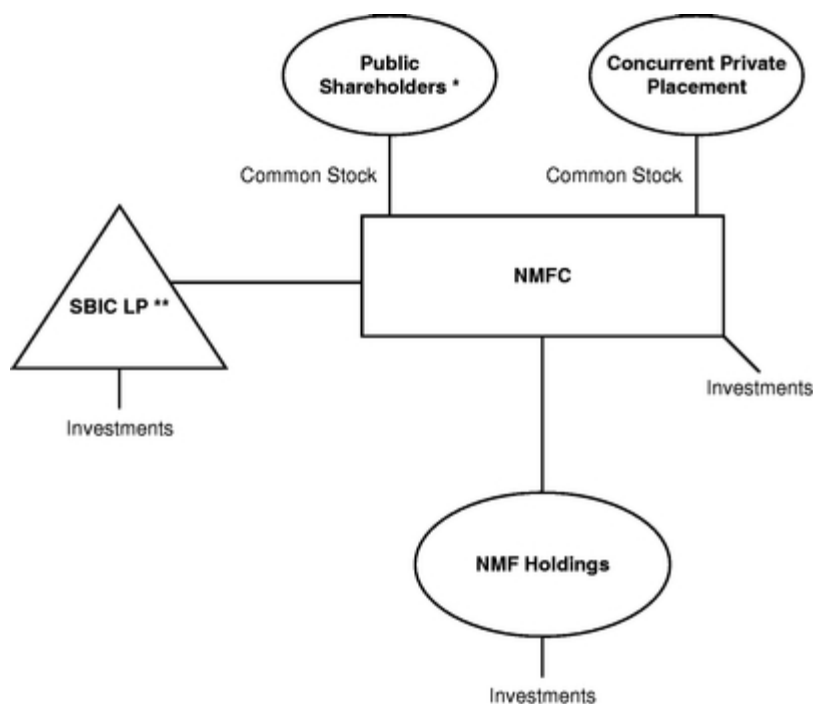 Public
Shareholders *
Concurrent Private
Placement
Common Stock
Common Stock
NMFC
SBIC LP **
Investments
Investments
NMF Holdings
Investments